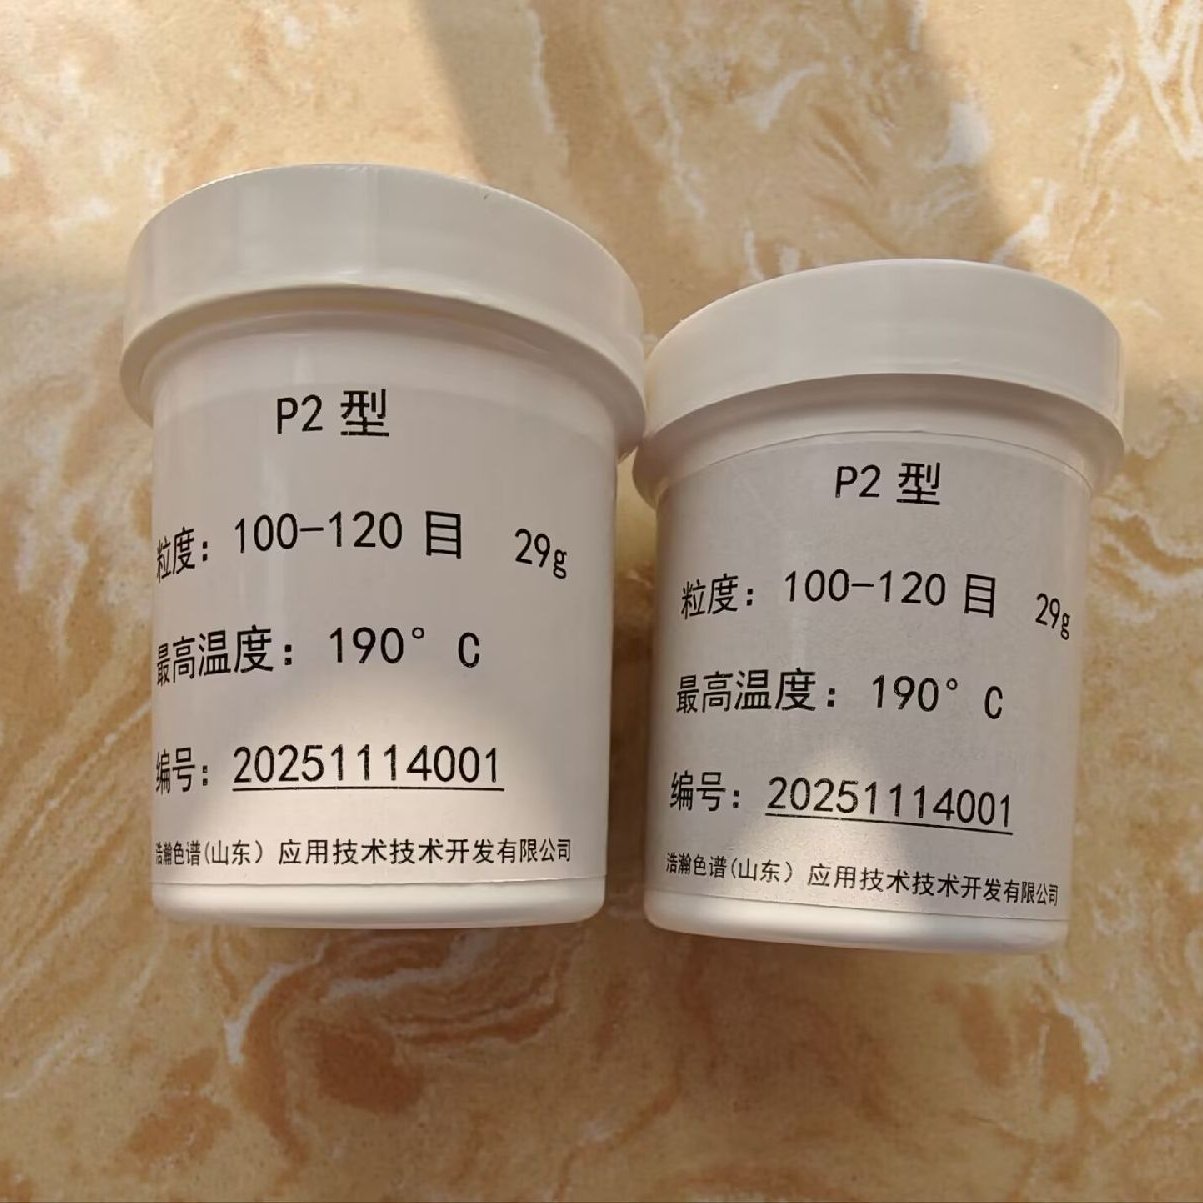 P2 型
粒度: 100-120 目 29g
最高温度: 190° C
编号: 20251114001
浩瀚色谱(山东）应用技术技术开发有限公司
P2 型
粒度: 100-120 目 29g
最高温度: 190° C
编号: 20251114001
浩瀚色谱(山东）应用技术技术开发有限公司